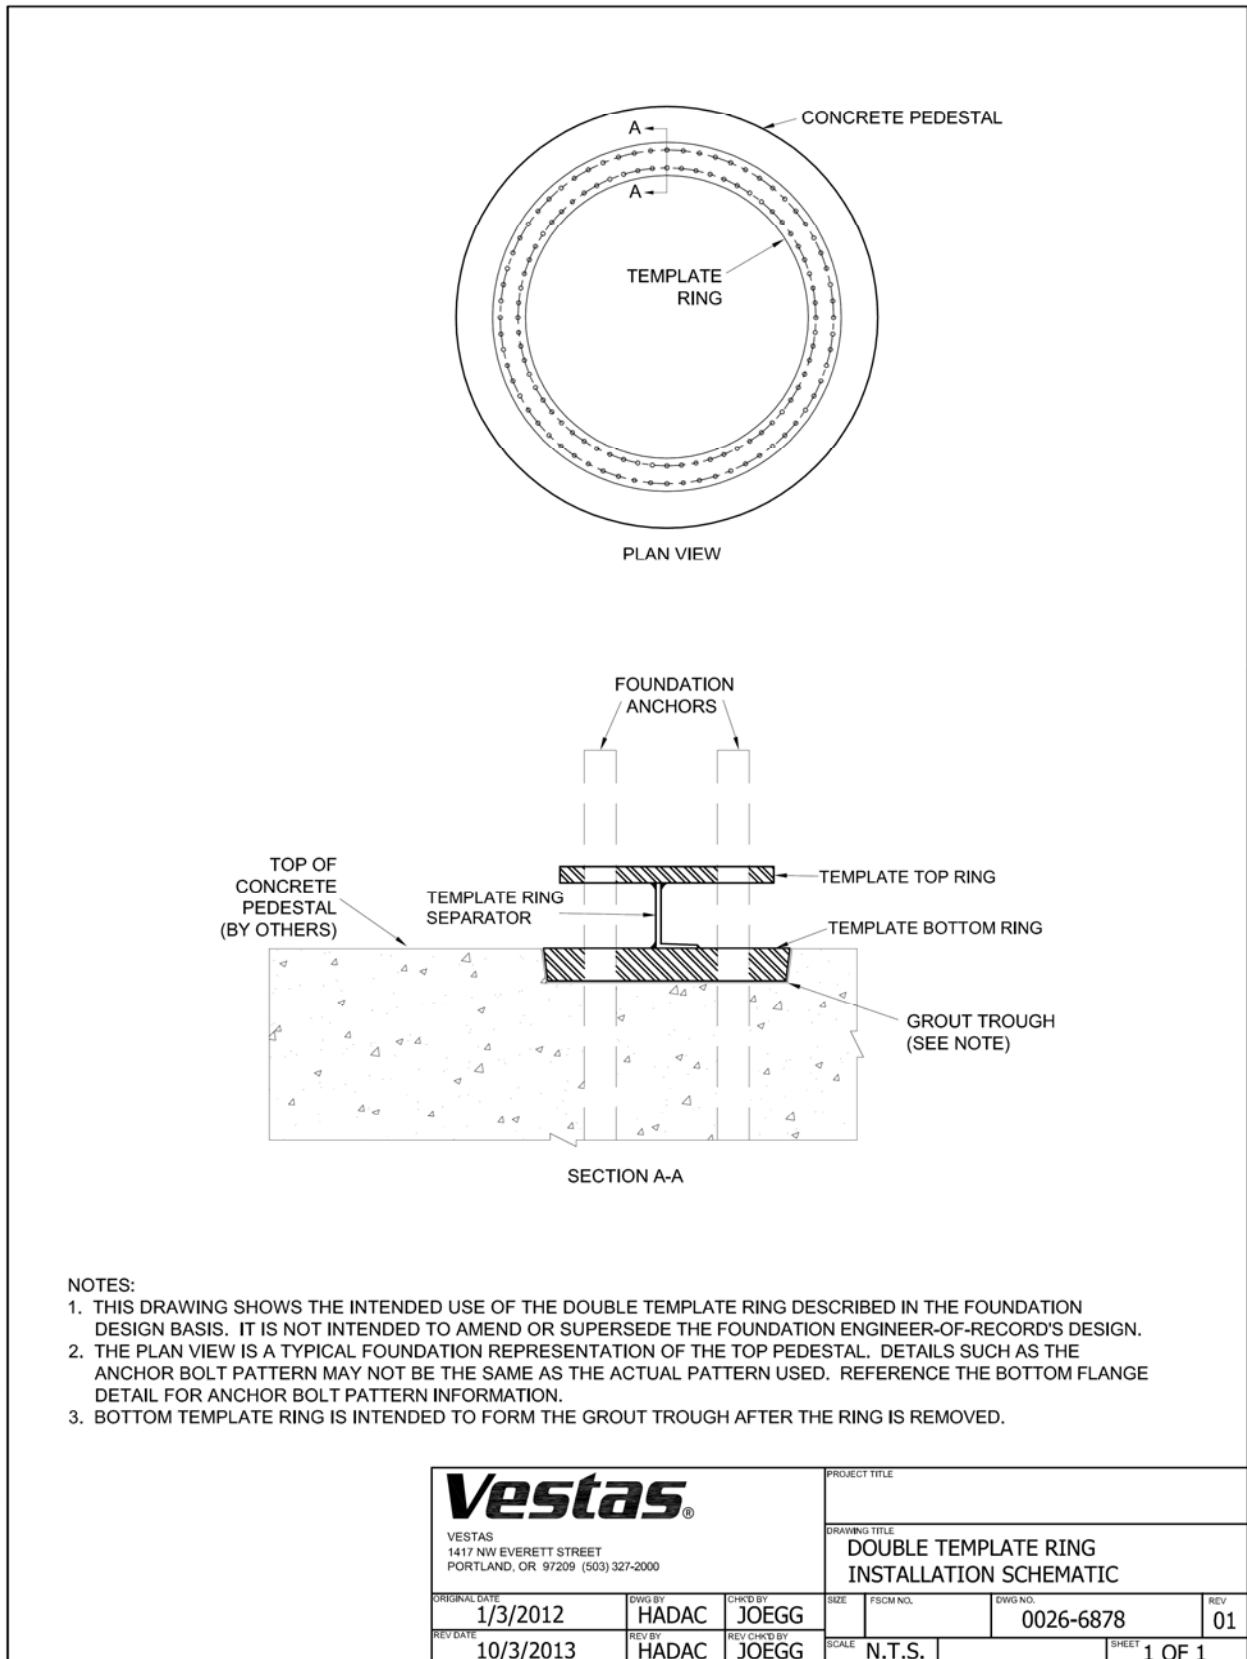 A
CONCRETE PEDESTAL
A
TEMPLATE
RING
PLAN VIEW
FOUNDATION
ANCHORS
TOP OF
CONCRETE
PEDESTAL
(BY OTHERS)
TEMPLATE RING
SEPARATOR
TEMPLATE TOP RING
TEMPLATE BOTTOM RING
GROUT TROUGH
(SEE NOTE)
SECTION A-A
NOTES:
1. THIS DRAWING SHOWS THE INTENDED USE OF THE DOUBLE TEMPLATE RING DESCRIBED IN THE FOUNDATION
DESIGN BASIS. IT IS NOT INTENDED TO AMEND OR SUPERSEDE THE FOUNDATION ENGINEER-OF-RECORD'S DESIGN.
2. THE PLAN VIEW IS A TYPICAL FOUNDATION REPRESENTATION OF THE TOP PEDESTAL. DETAILS SUCH AS THE
ANCHOR BOLT PATTERN MAY NOT BE THE SAME AS THE ACTUAL PATTERN USED. REFERENCE THE BOTTOM FLANGE
DETAIL FOR ANCHOR BOLT PATTERN INFORMATION.
3. BOTTOM TEMPLATE RING IS INTENDED TO FORM THE GROUT TROUGH AFTER THE RING IS REMOVED.
Vestas®
VESTAS
1417 NW EVERETT STREET
PORTLAND, OR 97209 (503) 327-2000
PROJECT TITLE
DRAWING TITLE
DOUBLE TEMPLATE RING
INSTALLATION SCHEMATIC
ORIGINAL DATE DWG BY CHK'D BY SIZE FSCM NO. DWG NO. REV
1/3/2012 HADAC JOEGG 0026-6878 01
REV DATE REV BY REV CHK'D BY
10/3/2013 HADAC JOEGG SCALE N.T.S. SHEET 1 OF 1